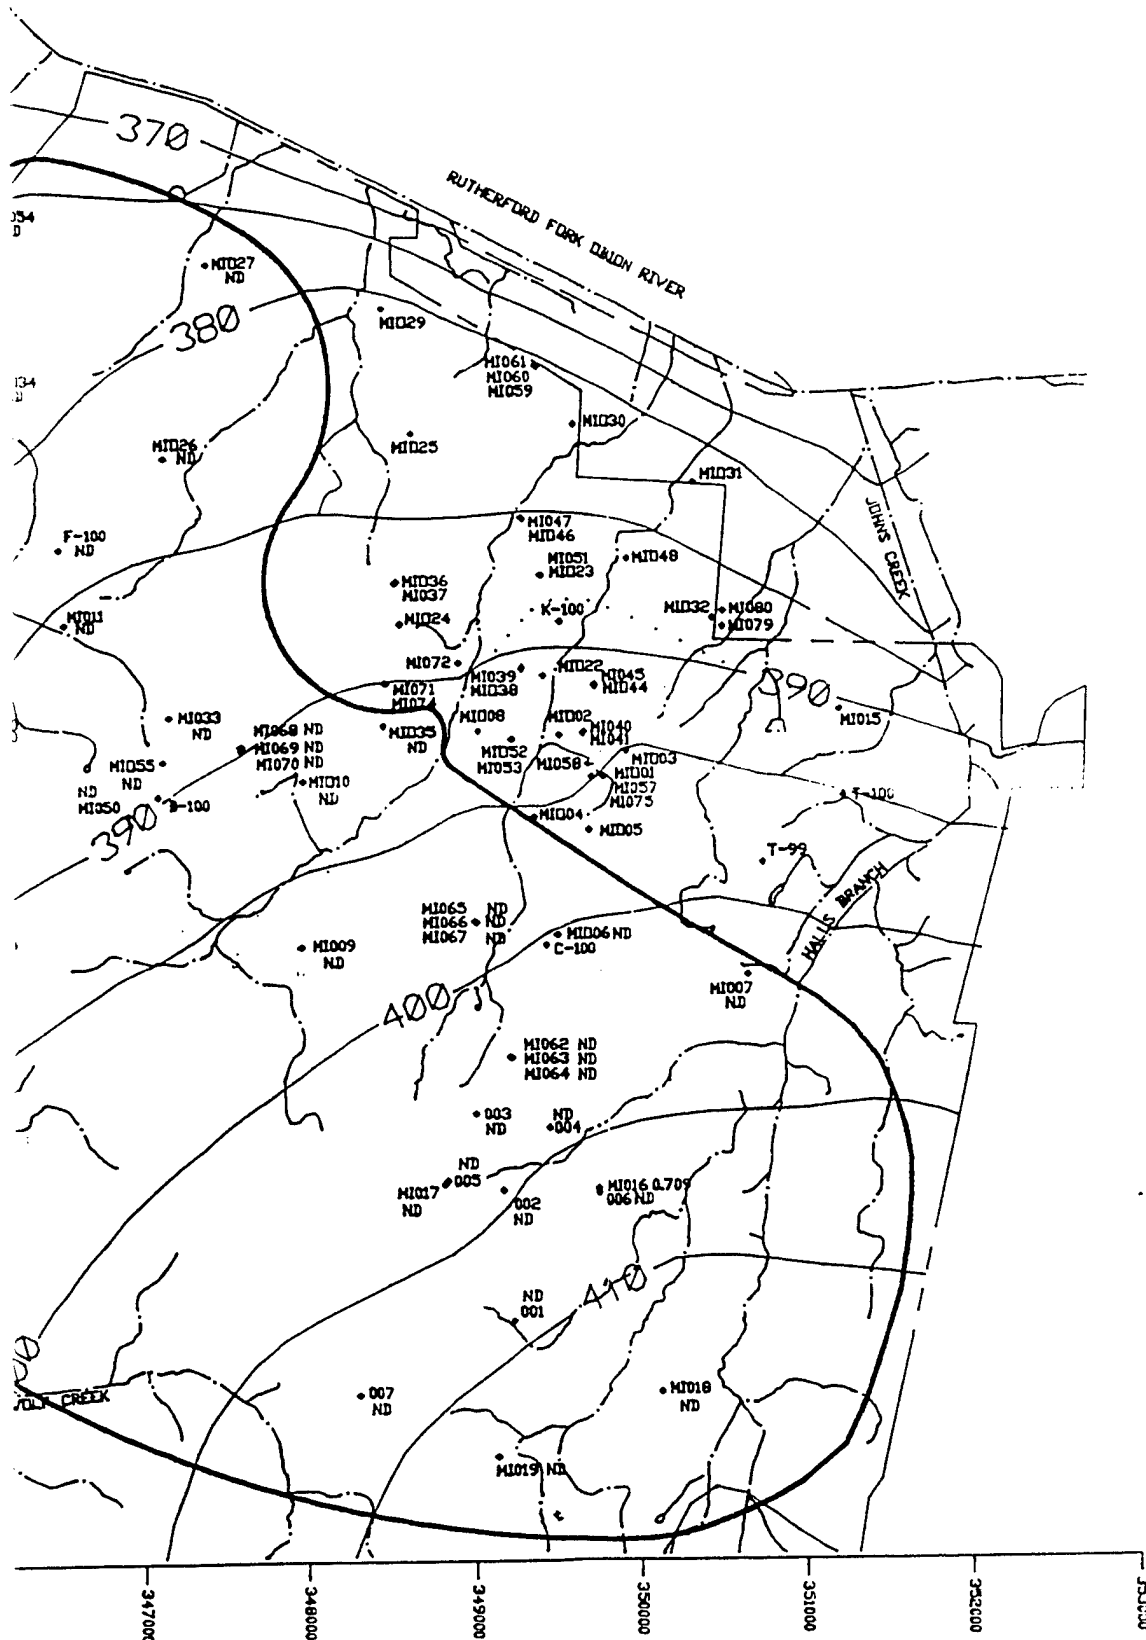 370
RUTHERFORD FORK OBION RIVER
MI027
ND
380
MI029
MI061
MI060
MI059
MI030
MI026
ND
MI025
MI031
JOHNS CREEK
F-100
ND
MI047
MI046
MI051
MI023
MI048
MI036
MI037
K-100
MI032
MI080
MI079
MI011
ND
MI024
MI072
MI039
MI038
MI022
MI045
MI044
390
MI071
MI074
MI015
MI033
ND
MI068 ND
MI069 ND
MI070 ND
MI035
ND
MI008
MI002
MI040
MI041
MI052
MI053
MI003
MI055
ND
MI058
MI001
MI057
MI075
MI010
ND
ND
MI050
B-100
390
MI004
MI005
T-99
HALLS BRANCH
MI065 ND
MI066 ND
MI067 ND
MI006 ND
C-100
MI009
ND
MI007
ND
400
MI062 ND
MI063 ND
MI064 ND
003
ND
ND
004
ND
005
MI017
ND
002
ND
MI016 0.709
006 ND
410
ND
001
CREEK
007
ND
MI018
ND
MI019 ND
348000
349000
350000
351000
352000